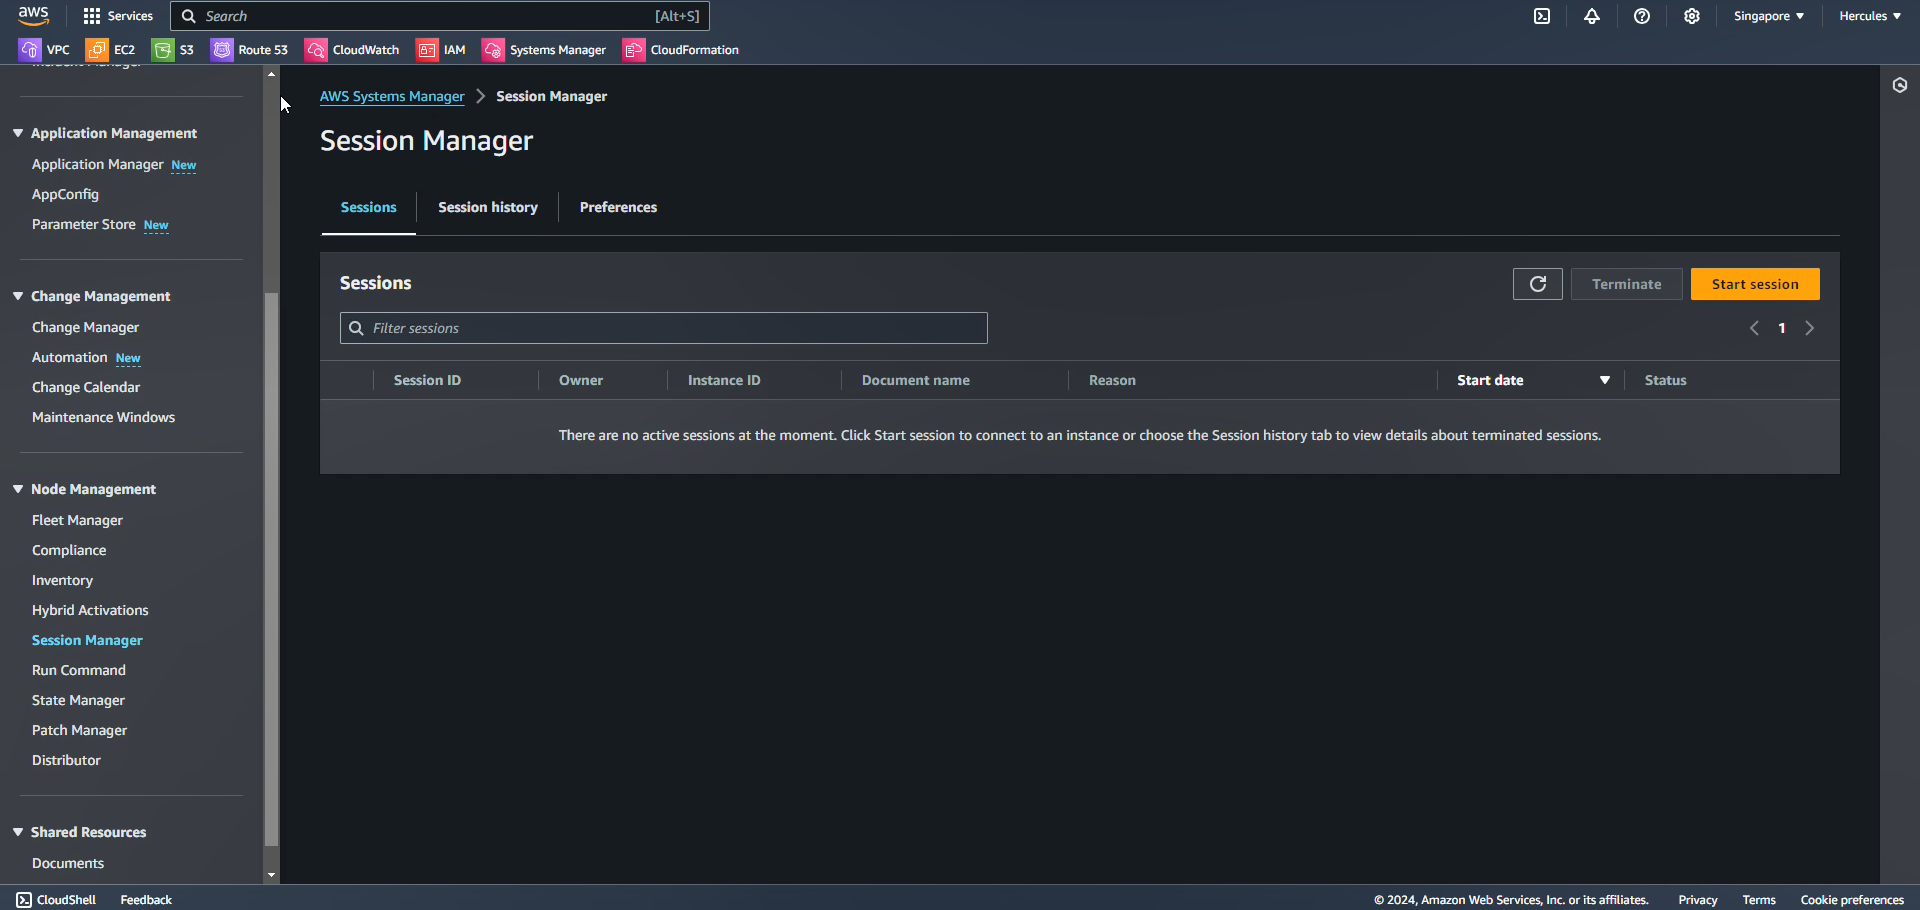 aws
Services
Search
[Alt+S]
Singapore
Hercules
VPC
EC2
S3
Route 53
CloudWatch
IAM
Systems Manager
CloudFormation
Application Management
Application Manager New
AppConfig
Parameter Store New
Change Management
Change Manager
Automation New
Change Calendar
Maintenance Windows
Node Management
Fleet Manager
Compliance
Inventory
Hybrid Activations
Session Manager
Run Command
State Manager
Patch Manager
Distributor
Shared Resources
Documents
AWS Systems Manager > Session Manager
Session Manager
Sessions
Session history
Preferences
Sessions
Terminate
Start session
Filter sessions
1
Session ID
Owner
Instance ID
Document name
Reason
Start date
Status
There are no active sessions at the moment. Click Start session to connect to an instance or choose the Session history tab to view details about terminated sessions.
CloudShell
Feedback
© 2024, Amazon Web Services, Inc. or its affiliates.
Privacy
Terms
Cookie preferences